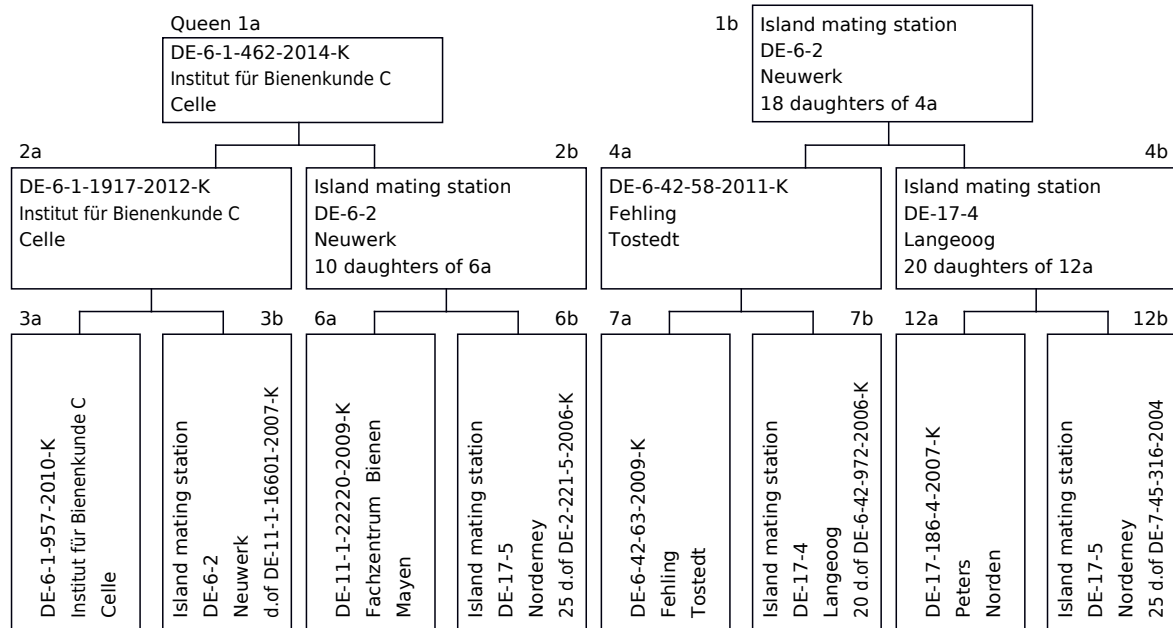 Queen 1a
DE-6-1-462-2014-K
Institut für Bienenkunde C
Celle
1b
Island mating station
DE-6-2
Neuwerk
18 daughters of 4a
2a
DE-6-1-1917-2012-K
Institut für Bienenkunde C
Celle
2b
Island mating station
DE-6-2
Neuwerk
10 daughters of 6a
4a
DE-6-42-58-2011-K
Fehling
Tostedt
4b
Island mating station
DE-17-4
Langeoog
20 daughters of 12a
3a
DE-6-1-957-2010-K
Institut für Bienenkunde C
Celle
3b
Island mating station
DE-6-2
Neuwerk
d.of DE-11-1-16601-2007-K
6a
DE-11-1-22220-2009-K
Fachzentrum Bienen
Mayen
6b
Island mating station
DE-17-5
Norderney
25 d.of DE-2-221-5-2006-K
7a
DE-6-42-63-2009-K
Fehling
Tostedt
7b
Island mating station
DE-17-4
Langeoog
20 d.of DE-6-42-972-2006-K
12a
DE-17-186-4-2007-K
Peters
Norden
12b
Island mating station
DE-17-5
Norderney
25 d.of DE-7-45-316-2004